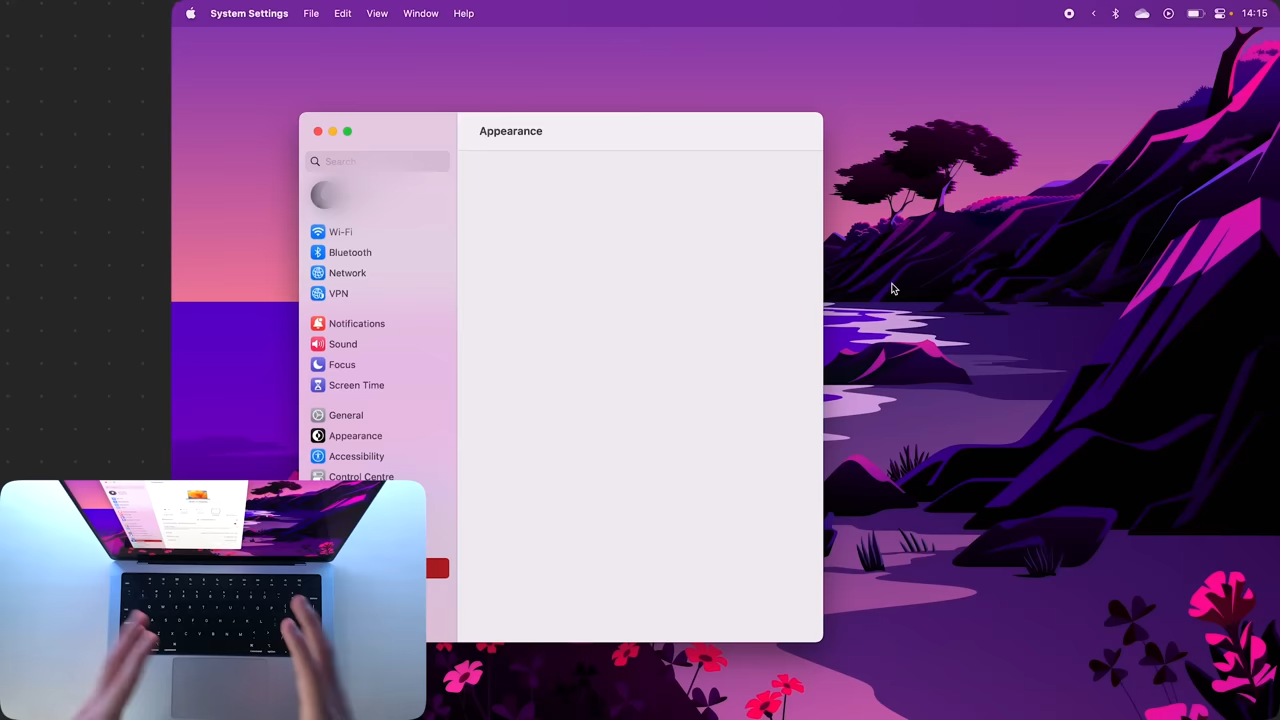 System Settings File Edit View Window Help 14:15
Appearance
Search
Wi-Fi
Bluetooth
Network
VPN
Notifications
Sound
Focus
Screen Time
General
Appearance
Accessibility
Control Centre